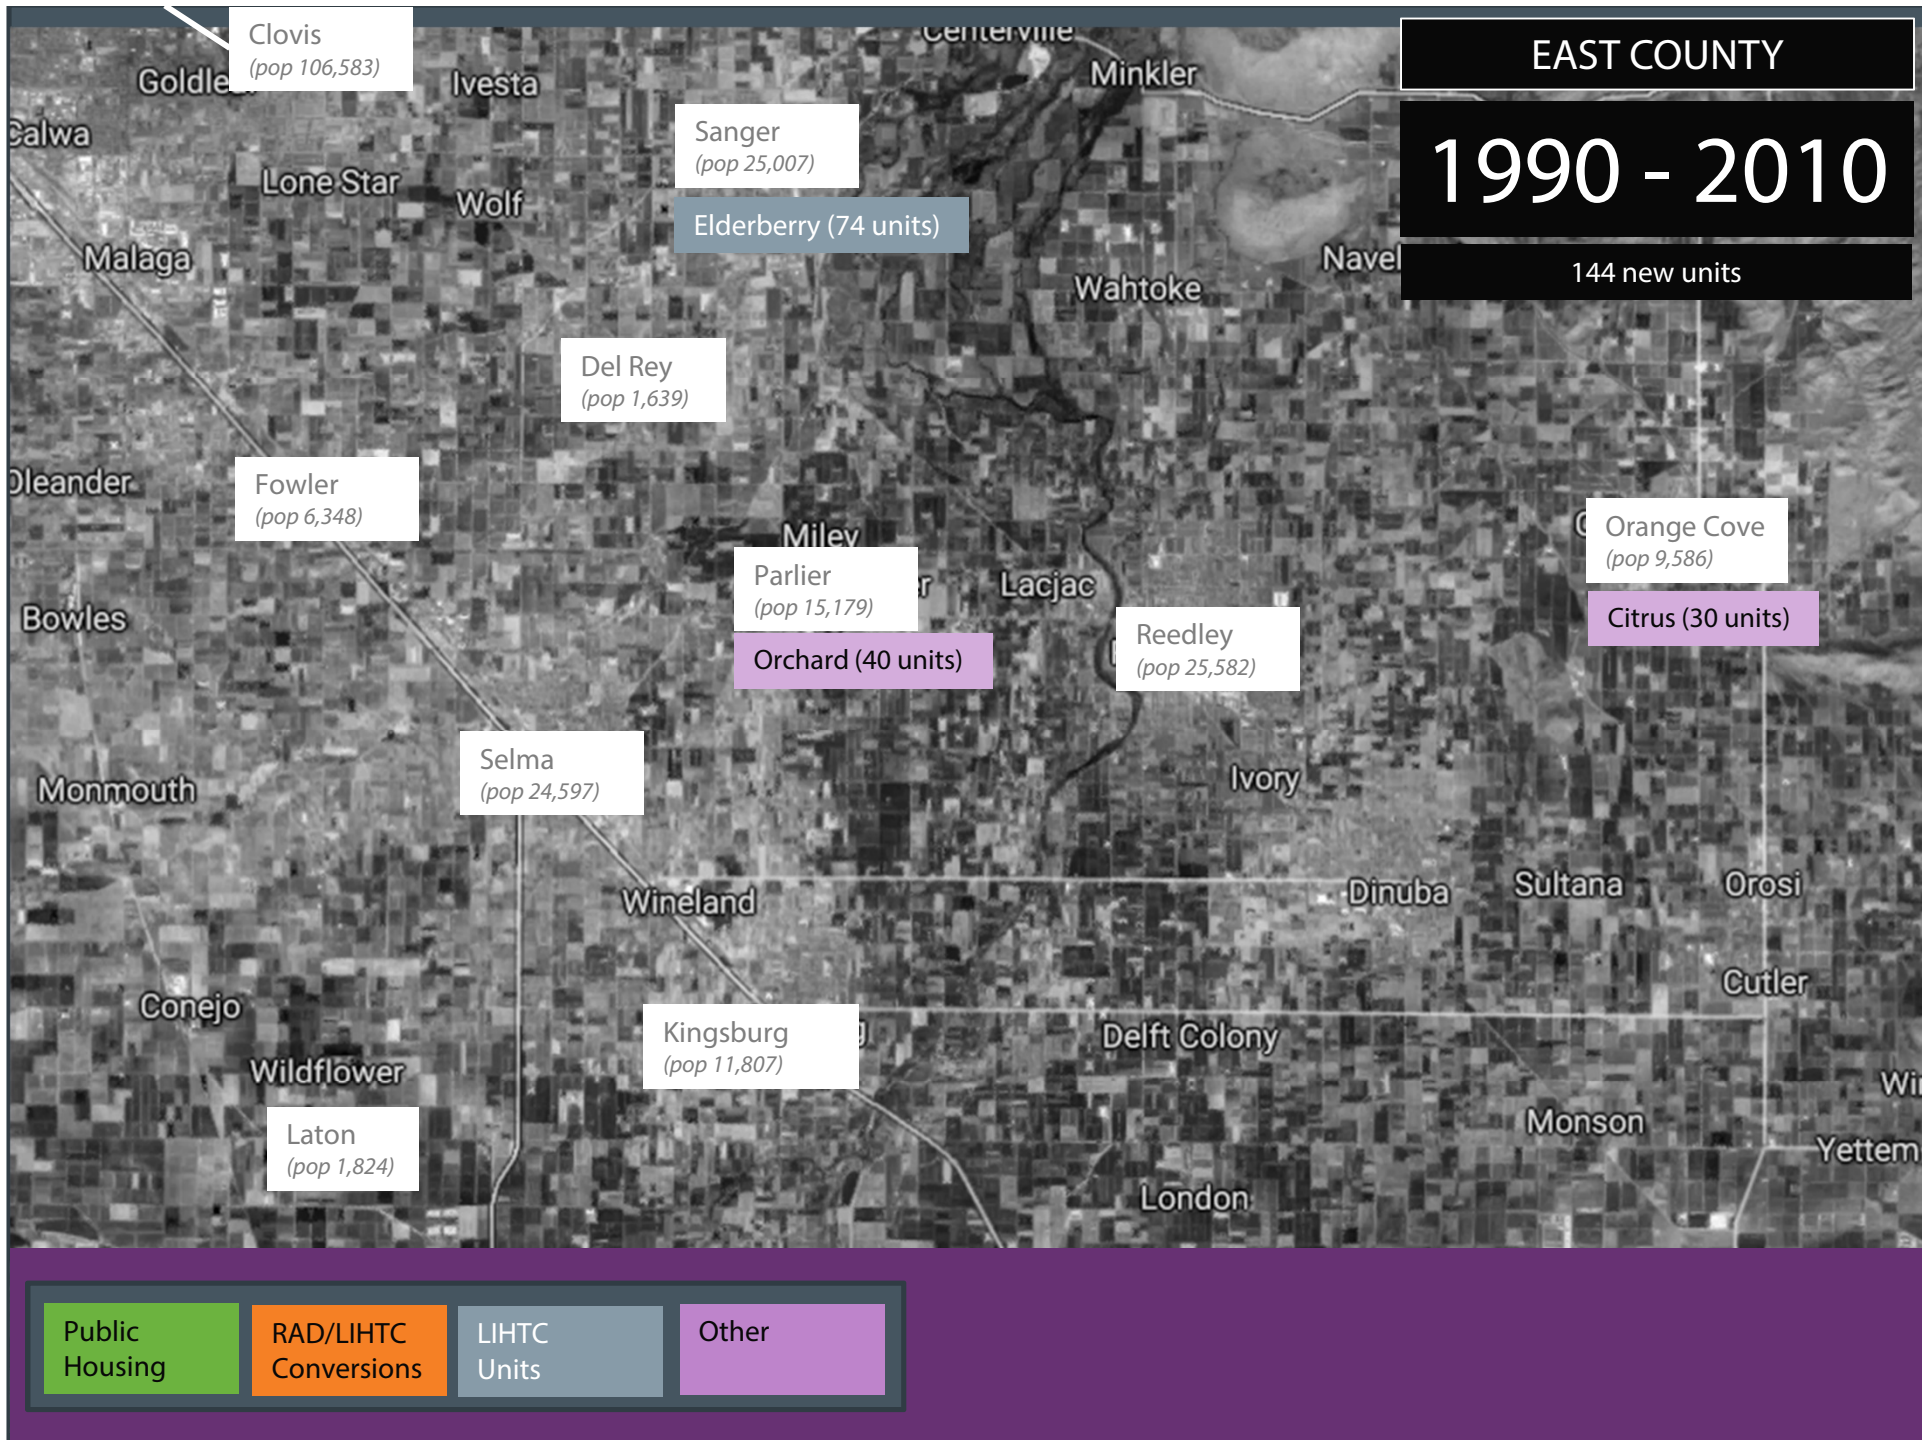 Clovis
(pop 106,583)
Centerville
EAST COUNTY
Ivesta
Minkler
Sanger
(pop 25,007)
Calwa
1990 - 2010
Lone Star
Wolf
Elderberry (74 units)
Malaga
Wahtoke
144 new units
Del Rey
(pop 1,639)
Oleander
Fowler
(pop 6,348)
Miley
Orange Cove
(pop 9,586)
Parlier
(pop 15,179)
Lacjac
Bowles
Citrus (30 units)
Reedley
(pop 25,582)
Orchard (40 units)
Selma
(pop 24,597)
Monmouth
Ivory
Wineland
Dinuba
Sultana
Orosi
Conejo
Cutler
Kingsburg
(pop 11,807)
Delft Colony
Wildflower
Monson
Laton
(pop 1,824)
Yettem
London
Public
Housing
RAD/LIHTC
Conversions
LIHTC
Units
Other